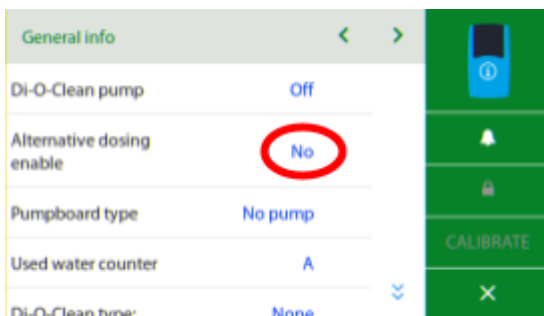 General info
Di-O-Clean pump Off
Alternative dosing
enable No
Pumpboard type No pump
CALIBRATE
Used water counter A
Di-O-Clean type: None